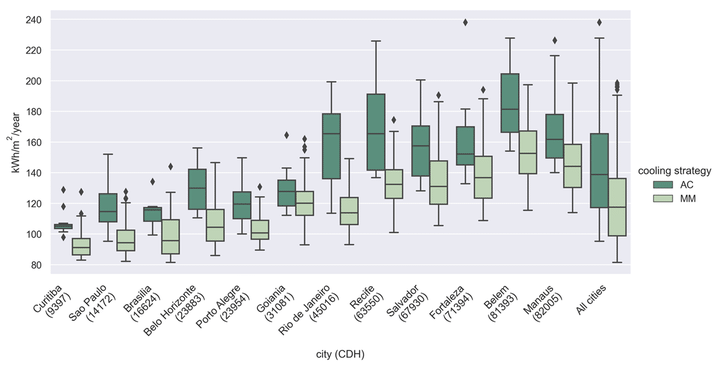 240
220
200
180
160
140
120
100
80
kWh/m²/year
Curitiba
(9397)
Sao Paulo
(14172)
Brasilia
(16624)
Belo Horizonte
(23883)
Porto Alegre
(23954)
Goiania
(31081)
Rio de Janeiro
(45016)
Recife
(63550)
Salvador
(67930)
Fortaleza
(71394)
Belem
(81393)
Manaus
(82005)
All cities
city (CDH)
cooling strategy
AC
MM